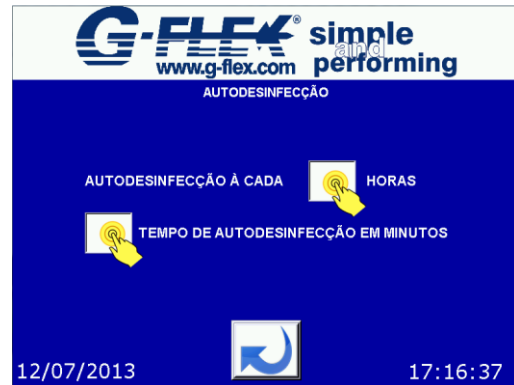 G-FLEX® simple
and
www.g-flex.com performing
AUTODESINFECÇÃO
AUTODESINFECÇÃO À CADA HORAS
TEMPO DE AUTODESINFECÇÃO EM MINUTOS
12/07/2013 17:16:37